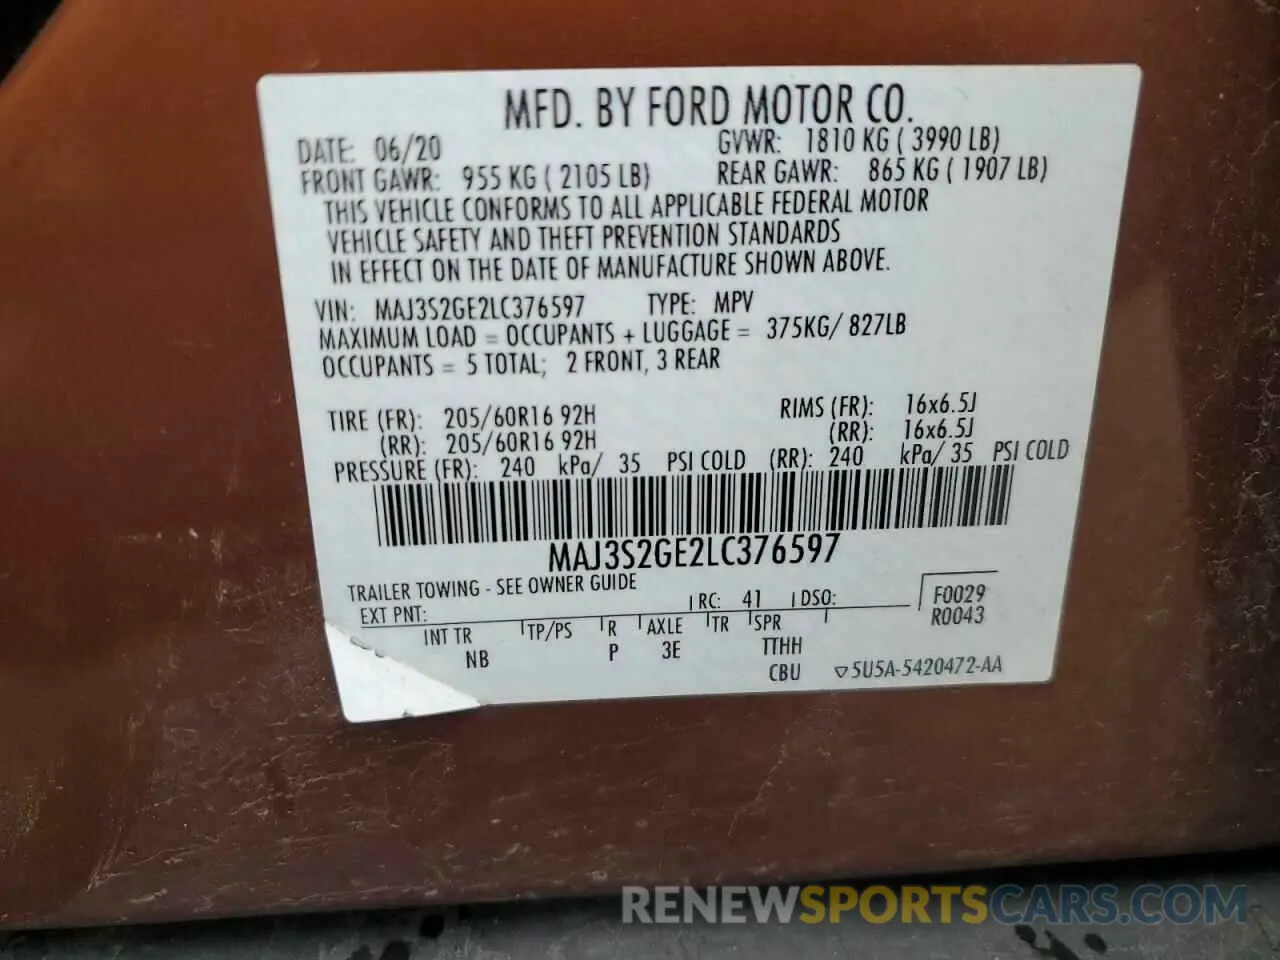 MFD. BY FORD MOTOR CO.
DATE: 06/20 GVWR: 1810 KG ( 3990 LB)
FRONT GAWR: 955 KG ( 2105 LB) REAR GAWR: 865 KG ( 1907 LB)
THIS VEHICLE CONFORMS TO ALL APPLICABLE FEDERAL MOTOR
VEHICLE SAFETY AND THEFT PREVENTION STANDARDS
IN EFFECT ON THE DATE OF MANUFACTURE SHOWN ABOVE.
VIN: MAJ3S2GE2LC376597 TYPE: MPV
MAXIMUM LOAD = OCCUPANTS + LUGGAGE = 375KG/ 827LB
OCCUPANTS = 5 TOTAL; 2 FRONT, 3 REAR
TIRE (FR): 205/60R16 92H RIMS (FR): 16x6.5J
(RR): 205/60R16 92H (RR): 16x6.5J
PRESSURE (FR): 240 kPa/ 35 PSI COLD (RR): 240 kPa/ 35 PSI COLD
MAJ3S2GE2LC376597
TRAILER TOWING - SEE OWNER GUIDE
EXT PNT: RC: 41 DSO: F0029
R0043
INT TR TP/PS R AXLE TR SPR
NB P 3E TTHH
CBU 5U5A-5420472-AA
RENEWSPORTSCARS.COM